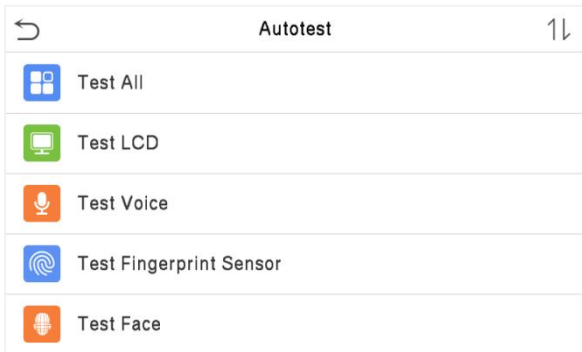 Autotest
Test All
Test LCD
Test Voice
Test Fingerprint Sensor
Test Face